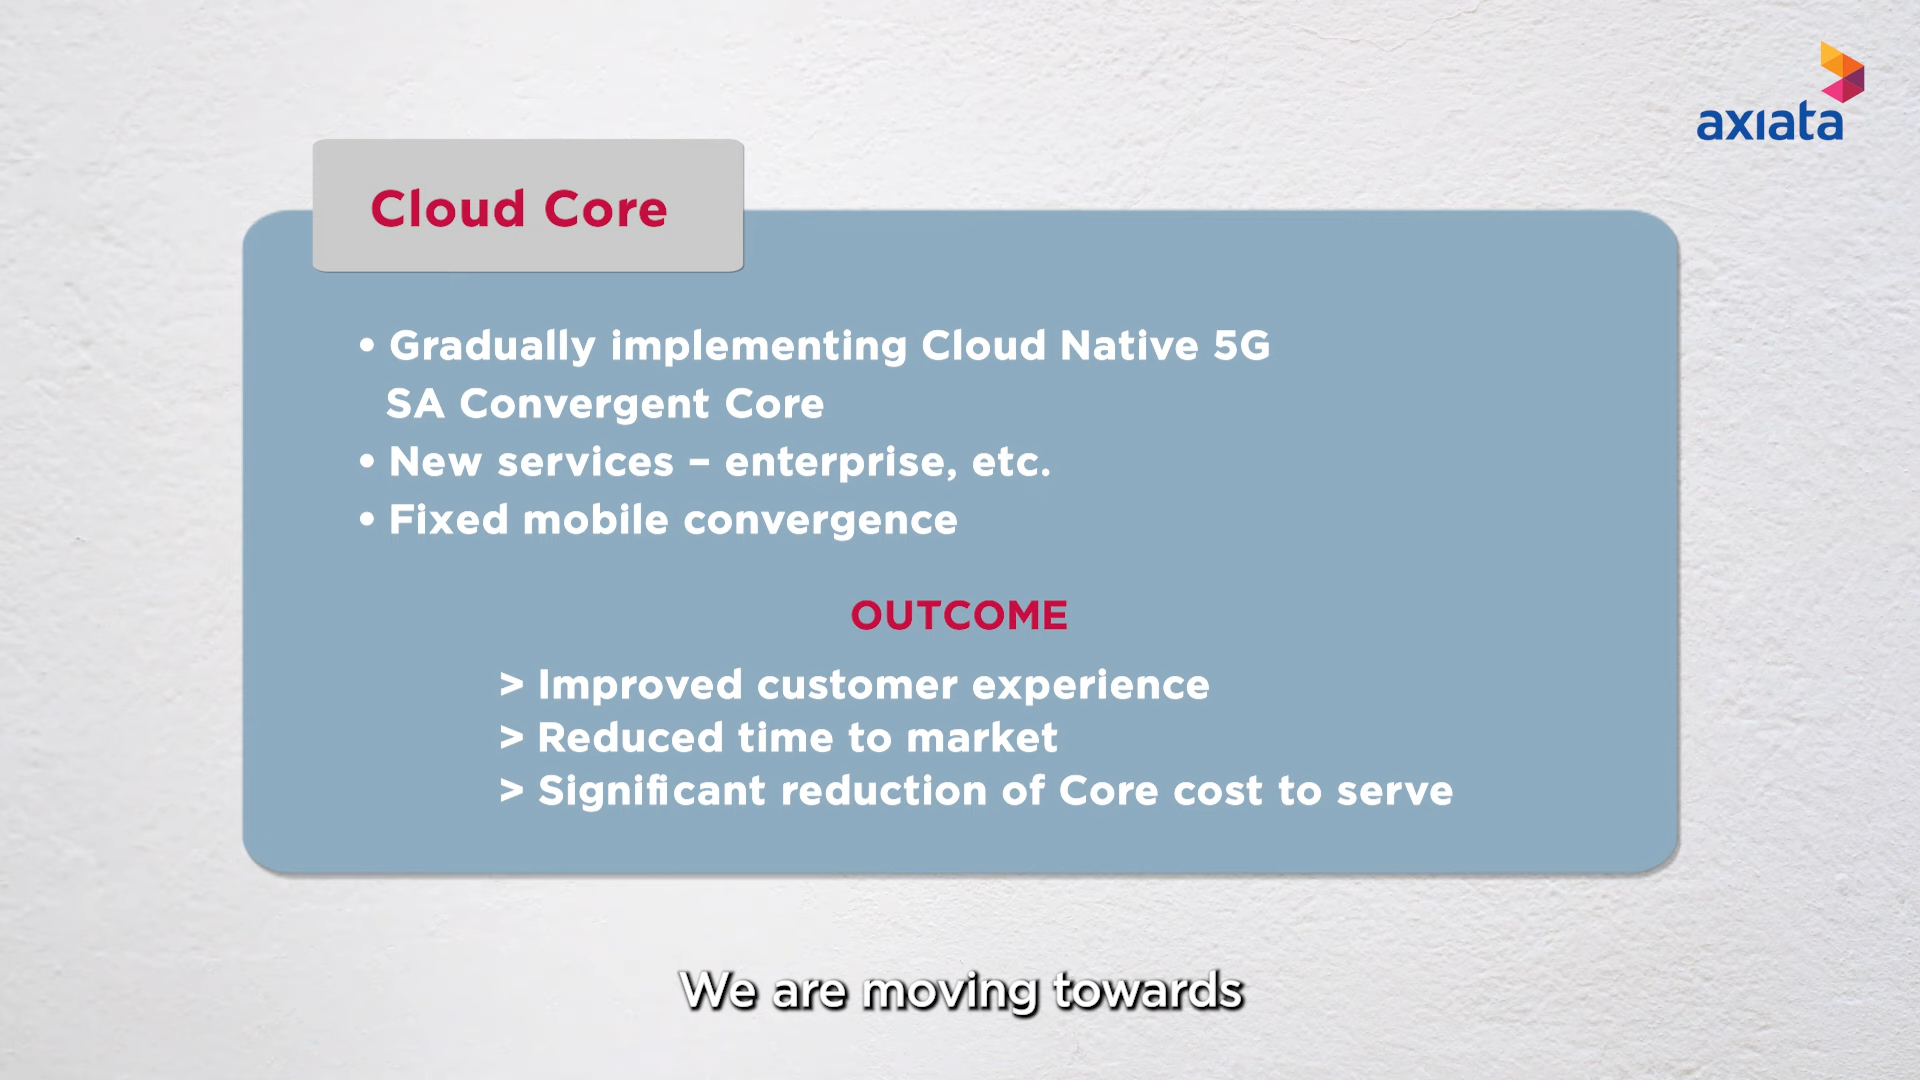 axiata
Cloud Core
• Gradually implementing Cloud Native 5G
SA Convergent Core
• New services – enterprise, etc.
• Fixed mobile convergence
OUTCOME
> Improved customer experience
> Reduced time to market
> Significant reduction of Core cost to serve
We are moving towards